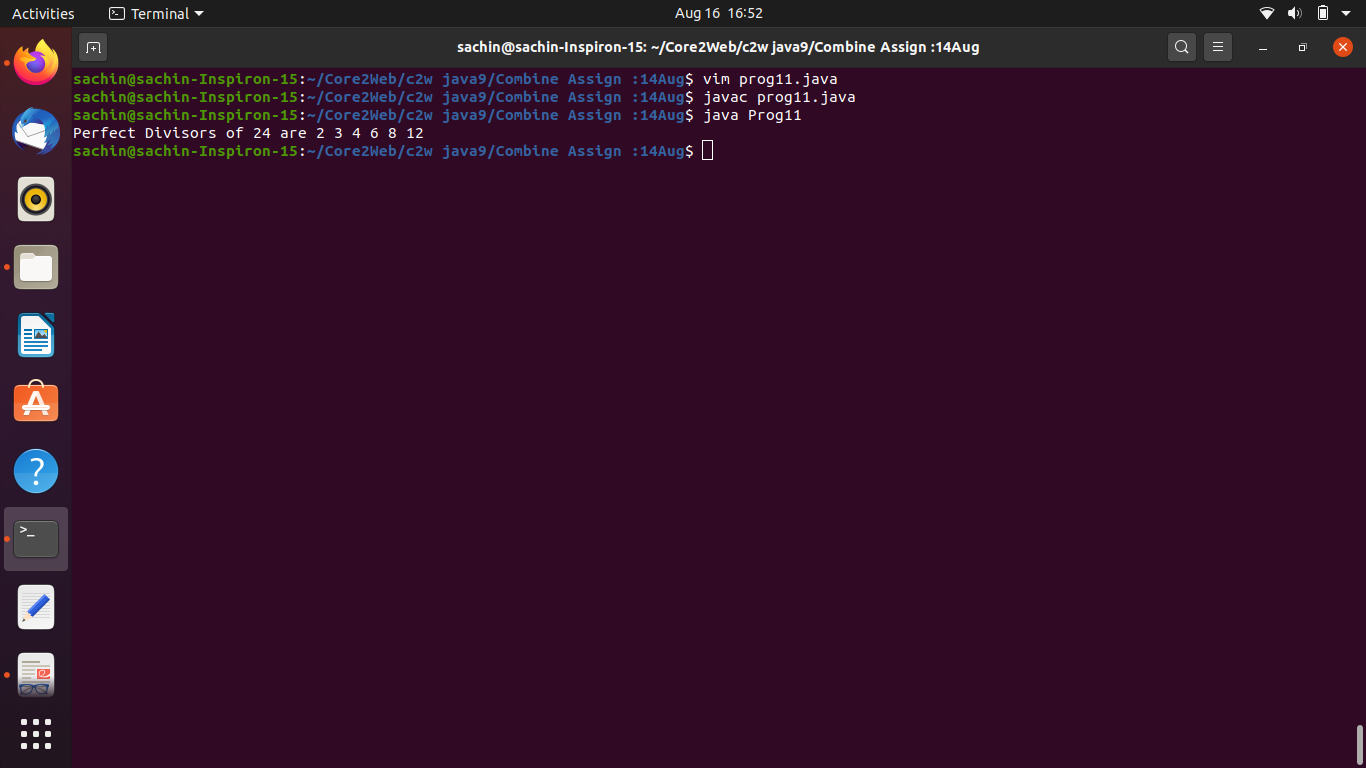 Activities Terminal Aug 16 16:52
sachin@sachin-Inspiron-15: ~/Core2Web/c2w java9/Combine Assign :14Aug
sachin@sachin-Inspiron-15:~/Core2Web/c2w java9/Combine Assign :14Aug$ vim prog11.java
sachin@sachin-Inspiron-15:~/Core2Web/c2w java9/Combine Assign :14Aug$ javac prog11.java
sachin@sachin-Inspiron-15:~/Core2Web/c2w java9/Combine Assign :14Aug$ java Prog11
Perfect Divisors of 24 are 2 3 4 6 8 12
sachin@sachin-Inspiron-15:~/Core2Web/c2w java9/Combine Assign :14Aug$